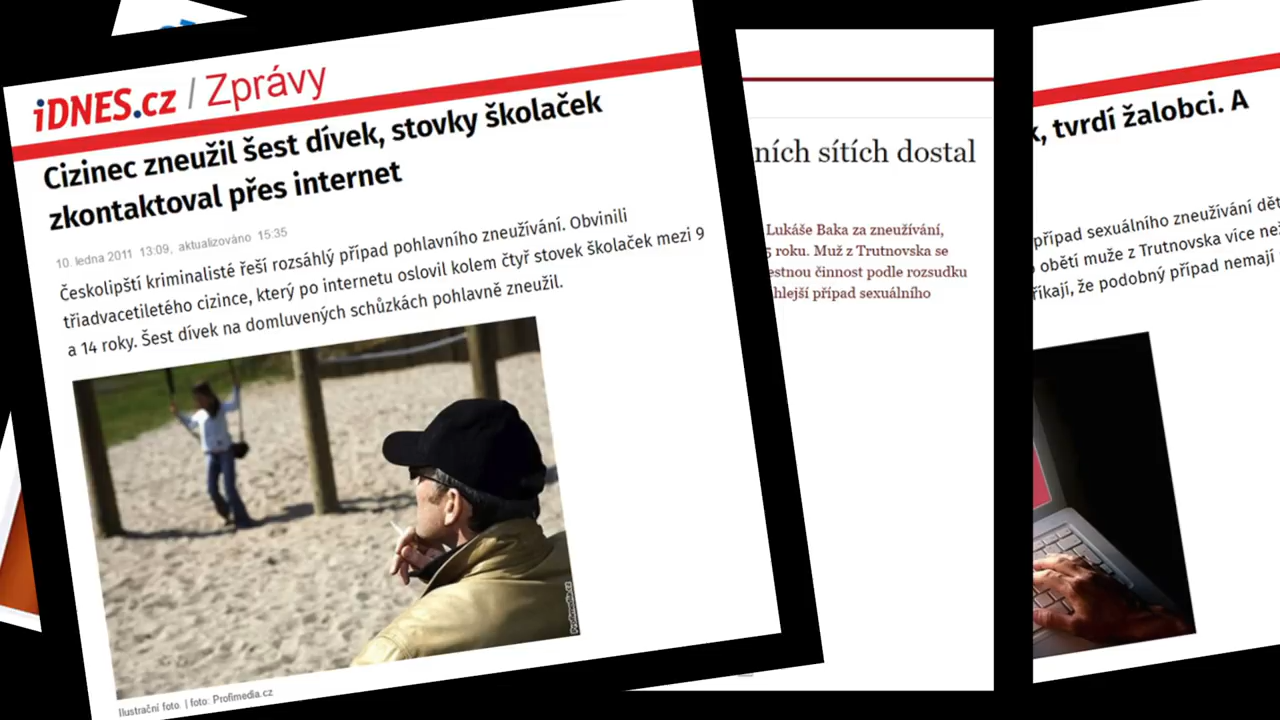 iDNES.cz / Zprávy
Cizinec zneužil šest dívek, stovky školaček
zkontaktoval přes internet
10. ledna 2011 13:09, aktualizováno 15:35
Českolipští kriminalisté řeší rozsáhlý případ pohlavního zneužívání. Obvinili
třiadvacetiletého cizince, který po internetu oslovil kolem čtyř stovek školaček mezi 9
a 14 roky. Šest dívek na domluvených schůzkách pohlavně zneužil.
Profimedia.cz
Ilustrační foto | foto: Profimedia.cz
ních sítích dostal
Lukáše Baka za zneužívání,
5 roku. Muž z Trutnovska se
estnou činnost podle rozsudku
hlejší případ sexuálního
k, tvrdí žalobci. A
případ sexuálního zneužívání dět
obětí muže z Trutnovska více než
říkají, že podobný případ nemají